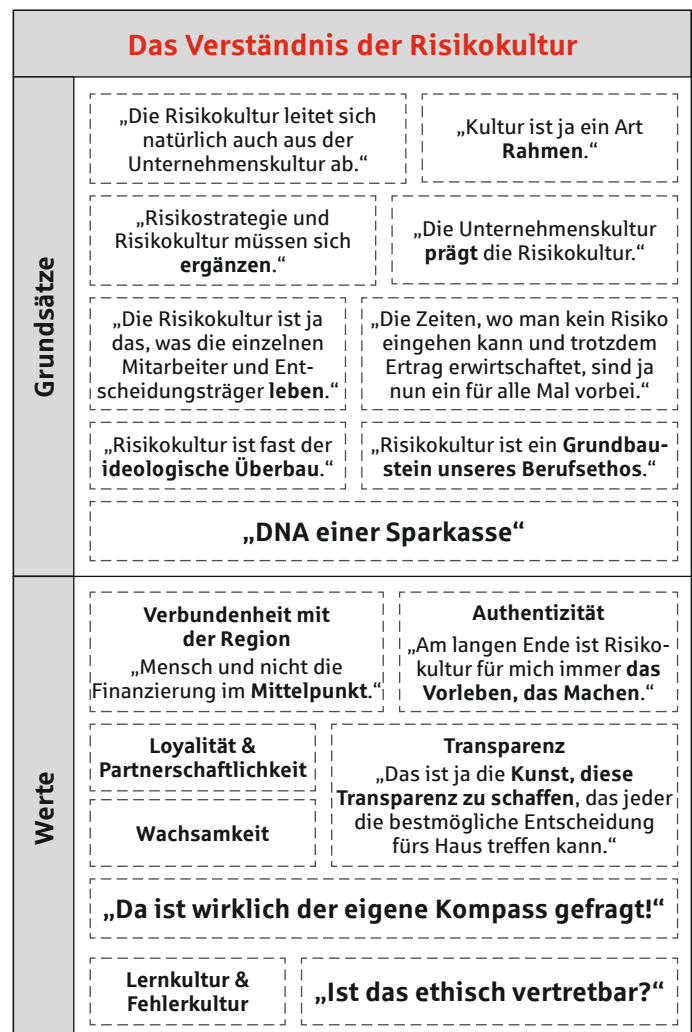 Das Verständnis der Risikokultur
Grundsätze
„Die Risikokultur leitet sich
natürlich auch aus der
Unternehmenskultur ab.“
„Kultur ist ja ein Art
Rahmen.“
„Risikostrategie und
Risikokultur müssen sich
ergänzen.“
„Die Unternehmenskultur
prägt die Risikokultur.“
„Die Risikokultur ist ja
das, was die einzelnen
Mitarbeiter und Ent-
scheidungsträger leben.“
„Die Zeiten, wo man kein Risiko
eingehen kann und trotzdem
Ertrag erwirtschaftet, sind ja
nun ein für alle Mal vorbei.“
„Risikokultur ist fast der
ideologische Überbau.“
„Risikokultur ist ein Grundbau-
stein unseres Berufsethos.“
„DNA einer Sparkasse“
Werte
Verbundenheit mit
der Region
„Mensch und nicht die
Finanzierung im Mittelpunkt.“
Authentizität
„Am langen Ende ist Risiko-
kultur für mich immer das
Vorleben, das Machen.“
Loyalität &
Partnerschaftlichkeit
Wachsamkeit
Transparenz
„Das ist ja die Kunst, diese
Transparenz zu schaffen, das jeder
die bestmögliche Entscheidung
fürs Haus treffen kann.“
„Da ist wirklich der eigene Kompass gefragt!“
Lernkultur &
Fehlerkultur
„Ist das ethisch vertretbar?“